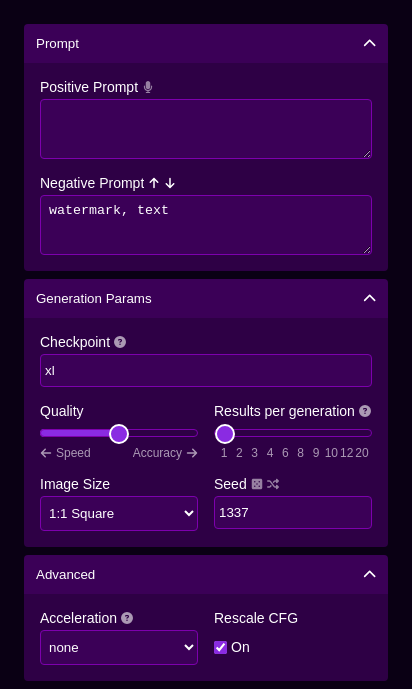 Prompt
Positive Prompt
Negative Prompt
watermark, text
Generation Params
Checkpoint
xl
Quality Results per generation
Speed Accuracy 1 2 3 4 6 8 9 10 12 20
Image Size Seed
1:1 Square 1337
Advanced
Acceleration Rescale CFG
none On